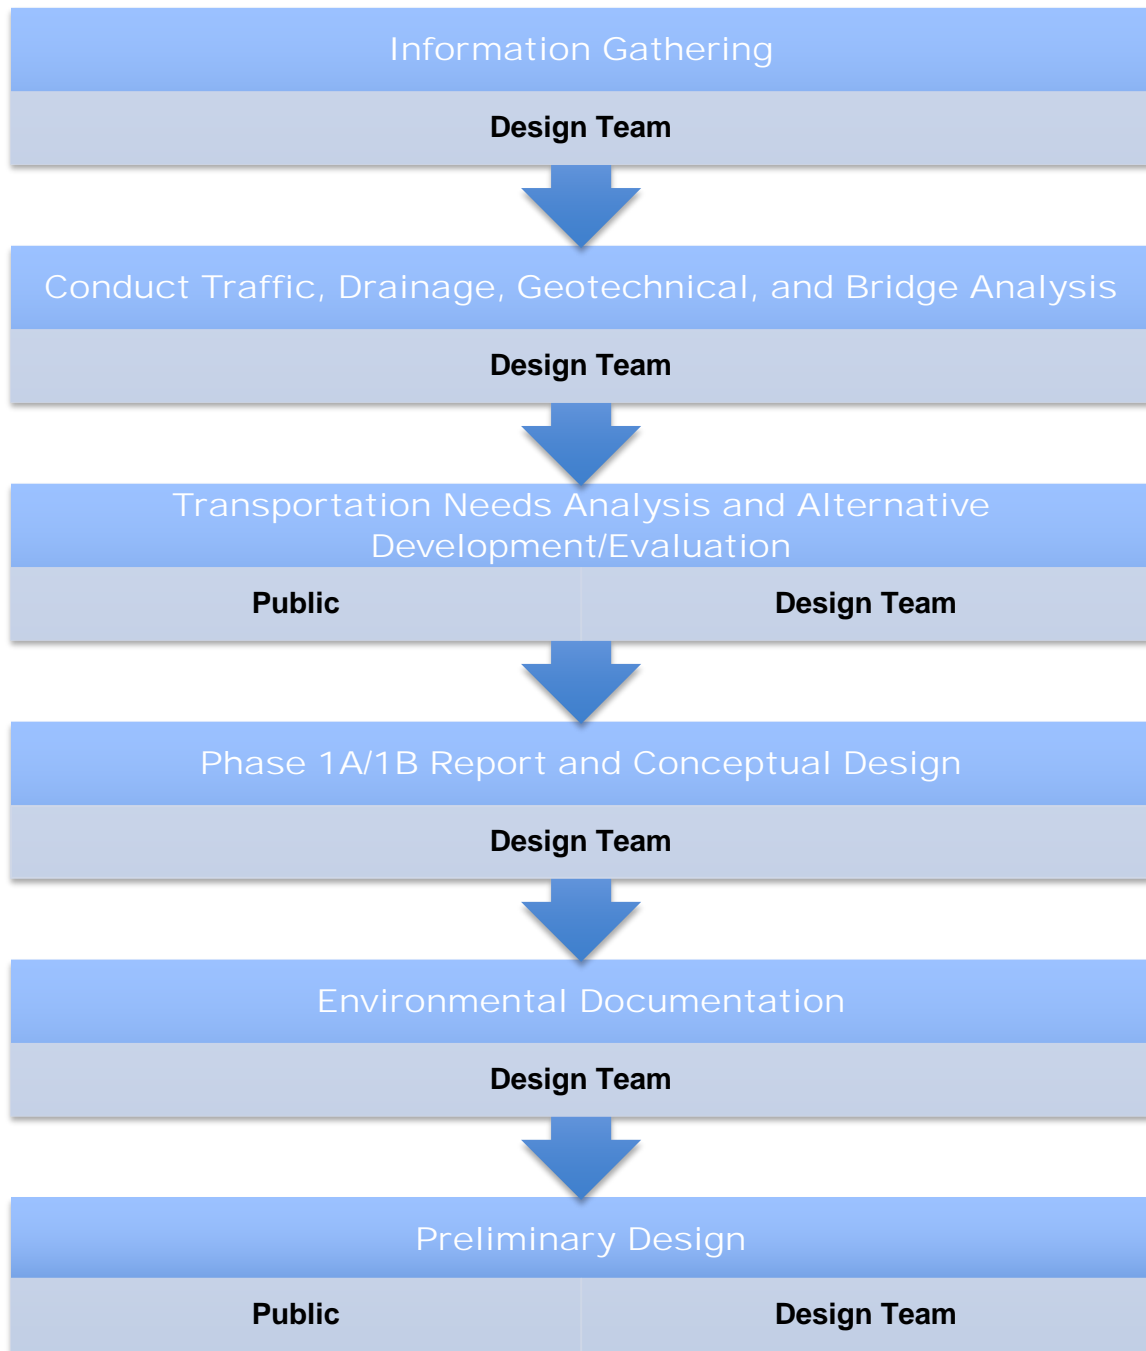 Information Gathering
Design Team
Conduct Traffic, Drainage, Geotechnical, and Bridge Analysis
Design Team
Transportation Needs Analysis and Alternative
Development/Evaluation
Public
Design Team
Phase 1A/1B Report and Conceptual Design
Design Team
Environmental Documentation
Design Team
Preliminary Design
Public
Design Team